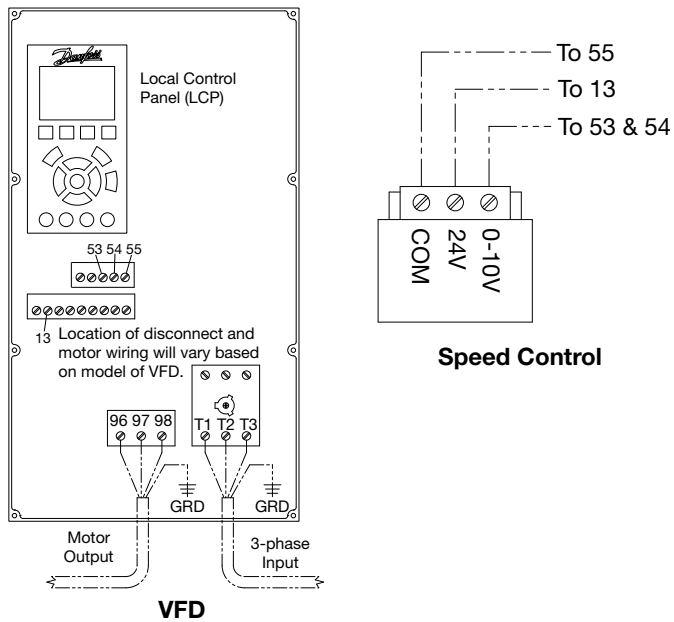 Danfoss
Local Control
Panel (LCP)
53 54 55
13
Location of disconnect and
motor wiring will vary based
on model of VFD.
96 97 98
T1 T2 T3
GRD
GRD
Motor
Output
3-phase
Input
VFD
To 55
To 13
To 53 & 54
COM
24V
0-10V
Speed Control